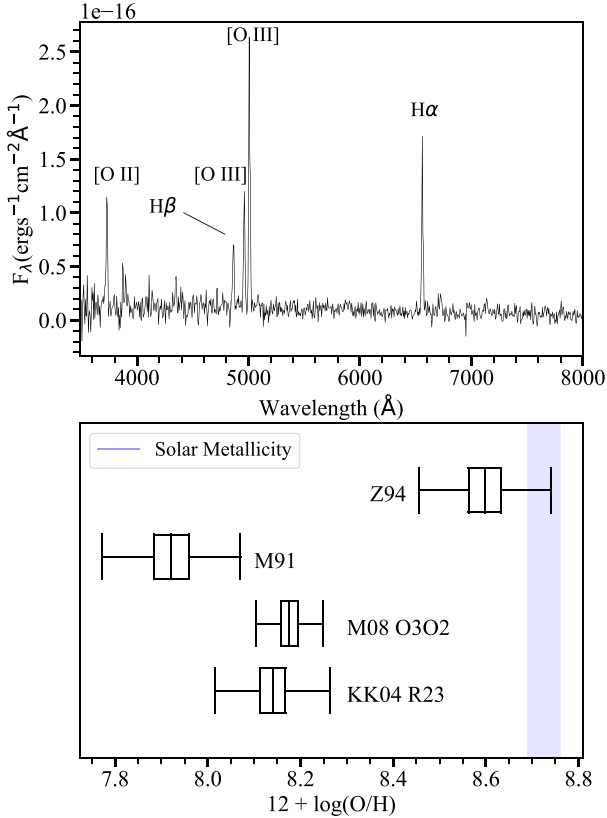 1e−16
[O III]
2.5
2.0
Hα
1.5
[O II]
[O III]
Hβ
1.0
0.5
0.0
Fλ(ergs⁻¹cm⁻²Å⁻¹)
4000 5000 6000 7000 8000
Wavelength (Å)
Solar Metallicity
Z94
M91
M08 O3O2
KK04 R23
7.8 8.0 8.2 8.4 8.6 8.8
12 + log(O/H)